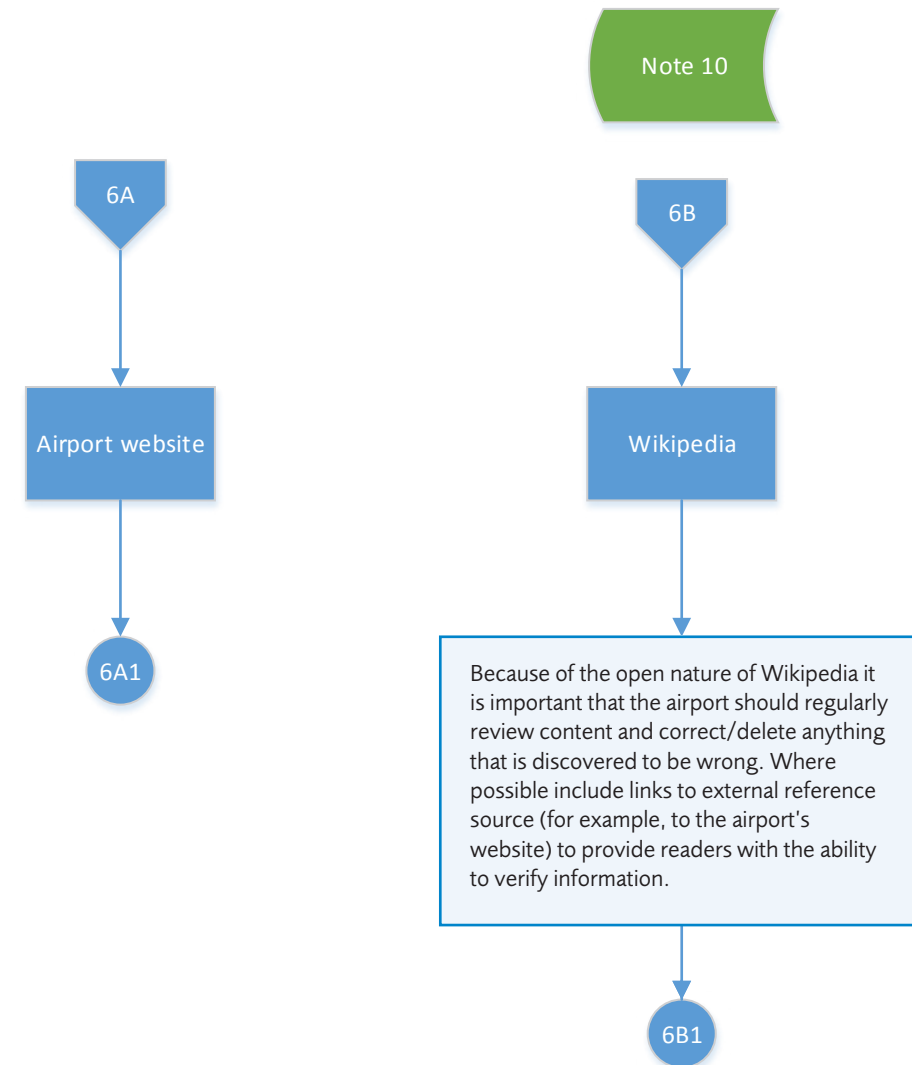 Note 10
6A
6B
Airport website
Wikipedia
6A1
Because of the open nature of Wikipedia it
is important that the airport should regularly
review content and correct/delete anything
that is discovered to be wrong. Where
possible include links to external reference
source (for example, to the airport's
website) to provide readers with the ability
to verify information.
6B1